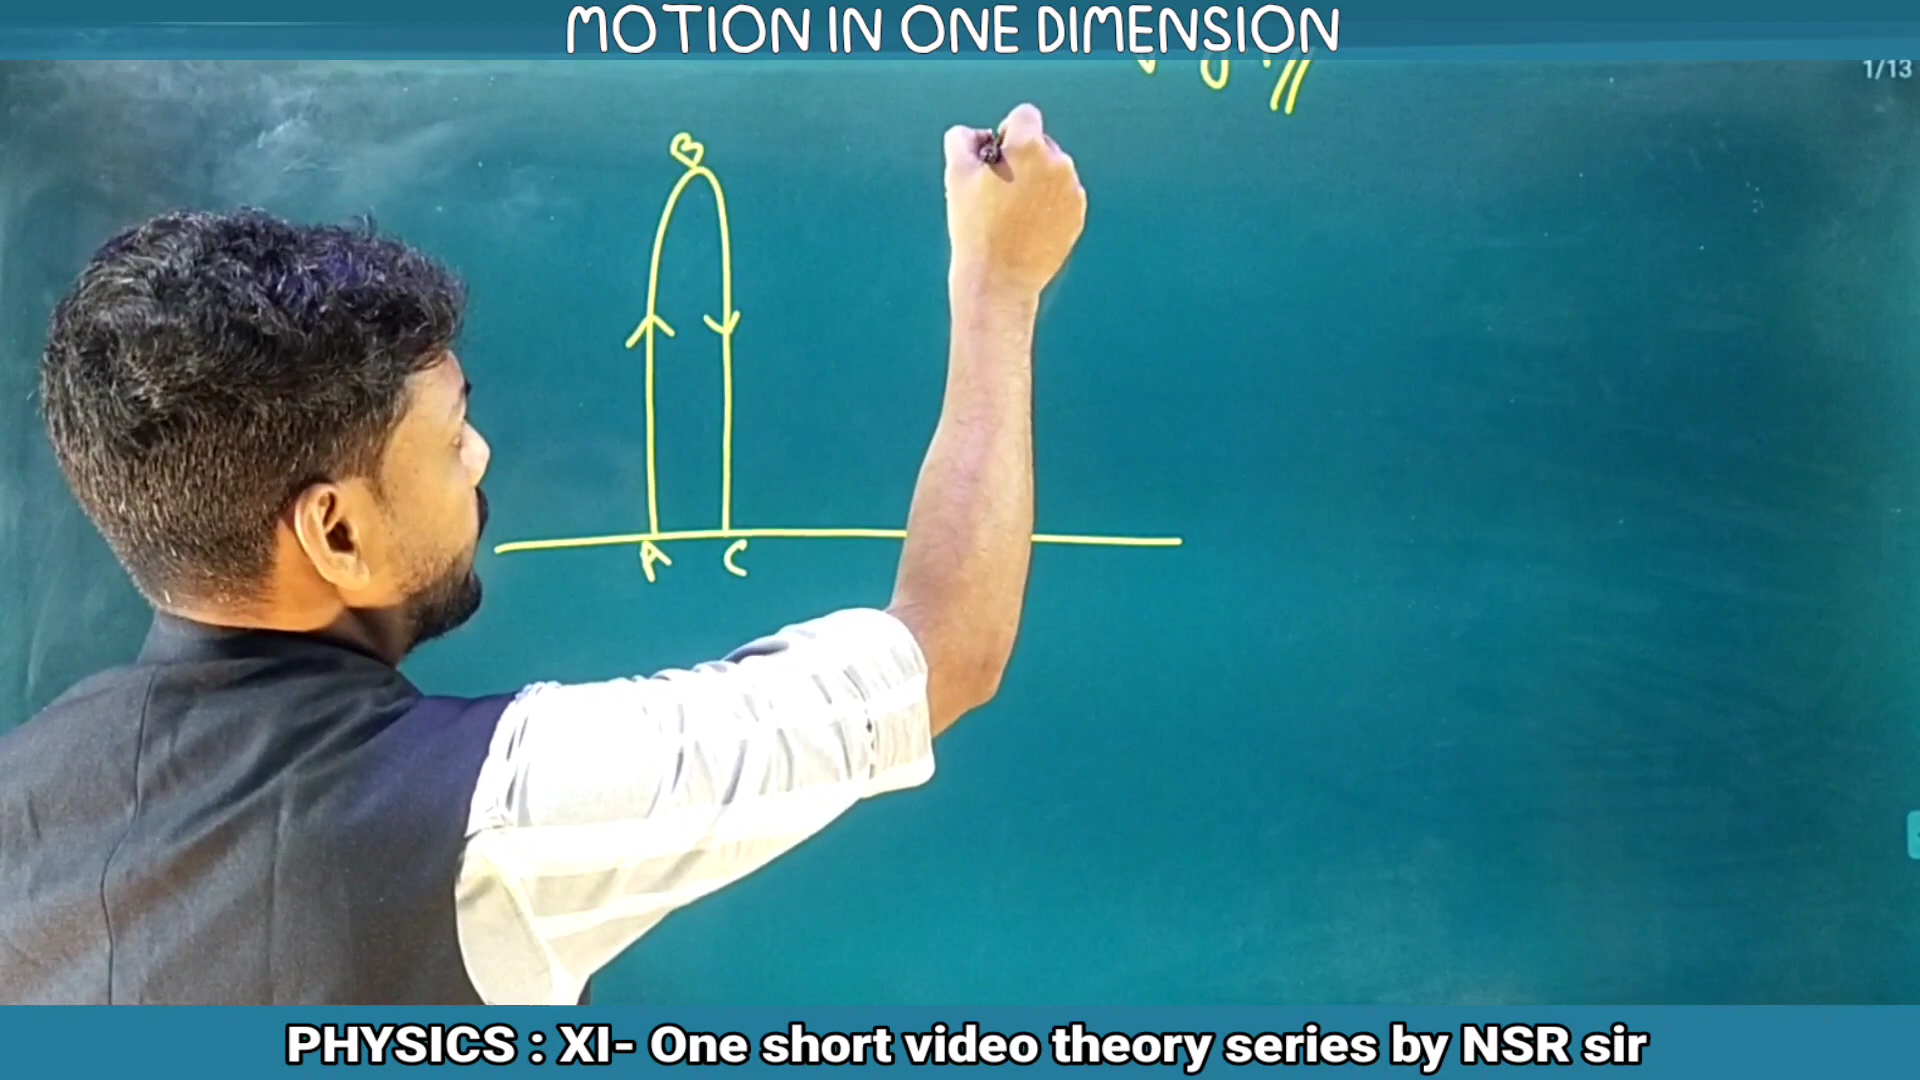 MOTION IN ONE DIMENSION
1/13
B
A C
PHYSICS : XI- One short video theory series by NSR sir